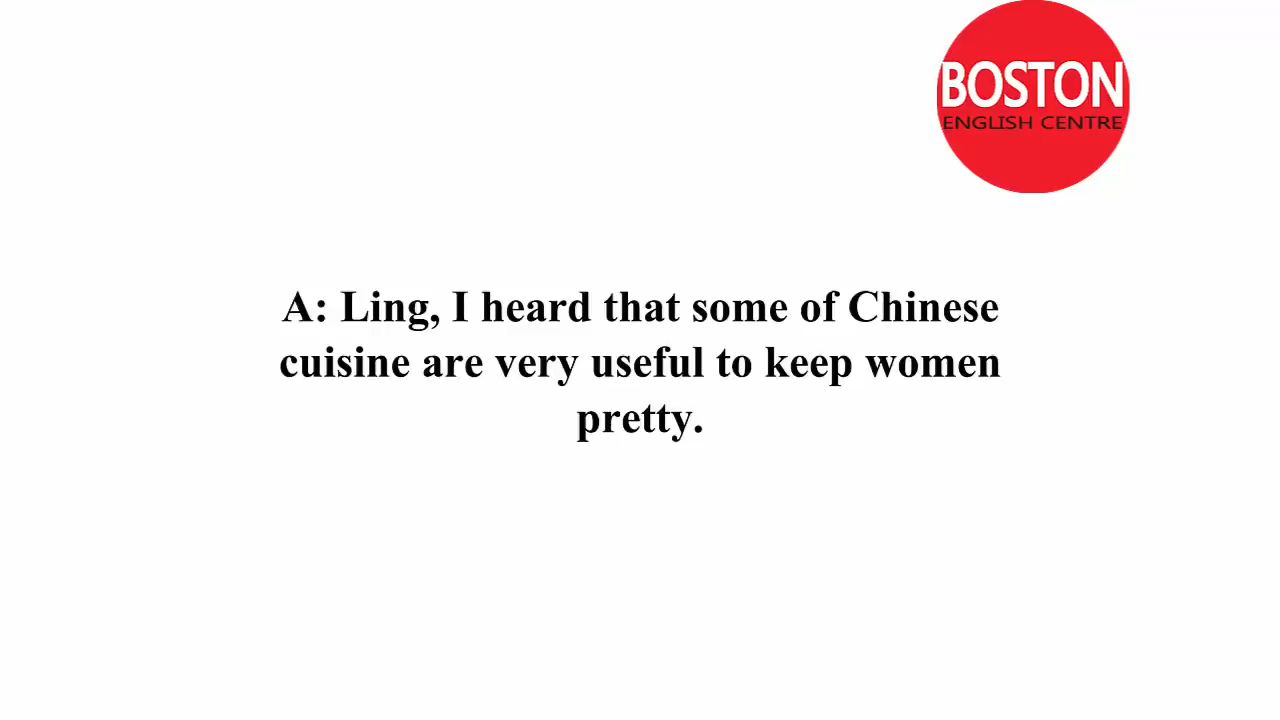 BOSTON
ENGLISH CENTRE
A: Ling, I heard that some of Chinese
cuisine are very useful to keep women
pretty.